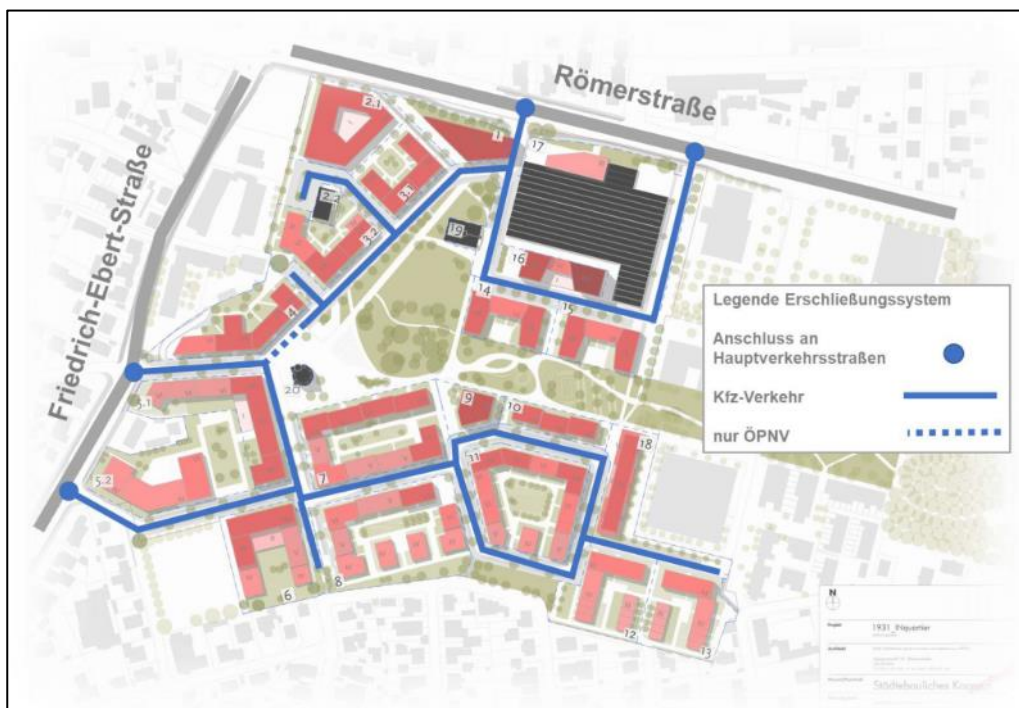 Römerstraße
Friedrich-Ebert-Straße
2.1
1
17
3.1
2.2
3.2
19
16
14
15
4
20
5.1
9
10
18
7
11
5.2
8
6
12
13
Legende Erschließungssystem
Anschluss an
Hauptverkehrsstraßen
Kfz-Verkehr
nur ÖPNV
N
Städtebauliches